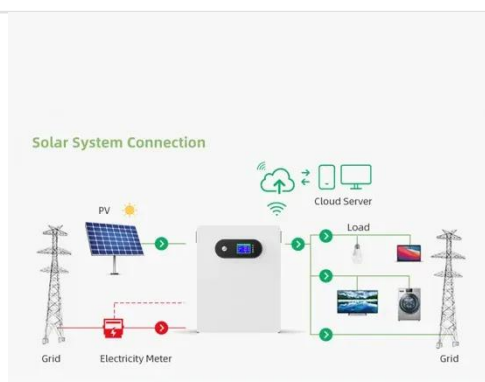 Solar System Connection
Cloud Server
PV
Load
Grid
Electricity Meter
Grid